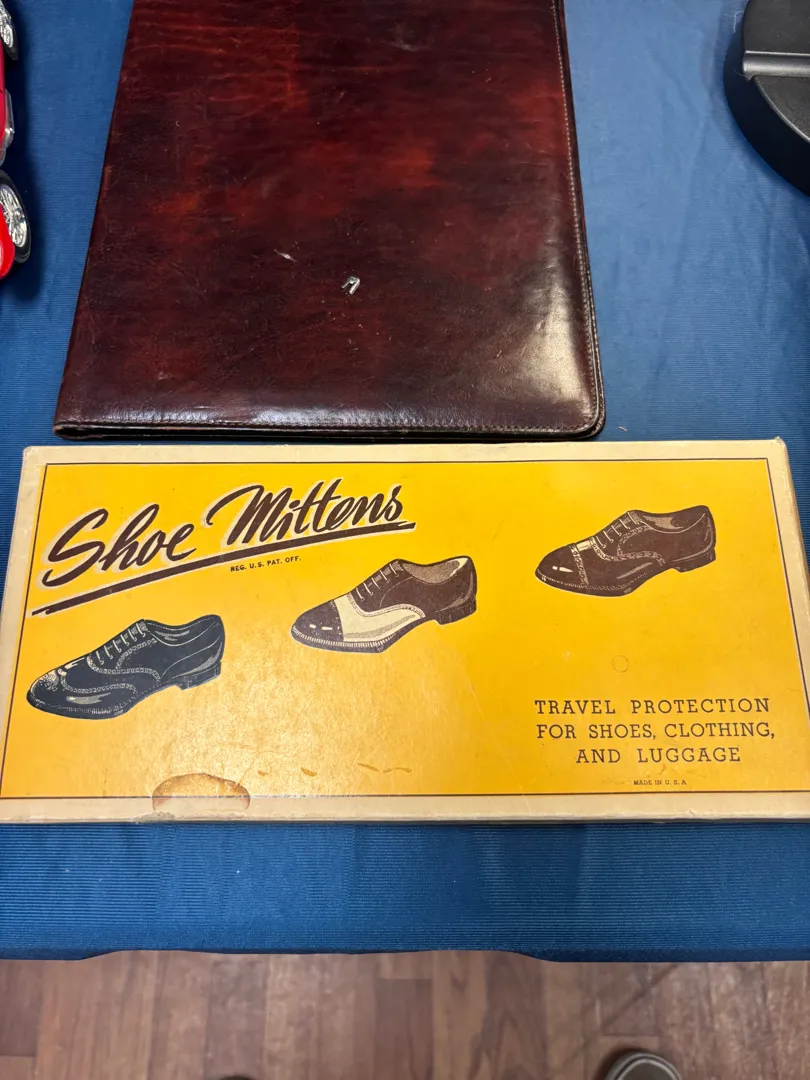 Shoe Mittens
REG. U.S. PAT. OFF.
TRAVEL PROTECTION
FOR SHOES, CLOTHING,
AND LUGGAGE
MADE IN U. S. A